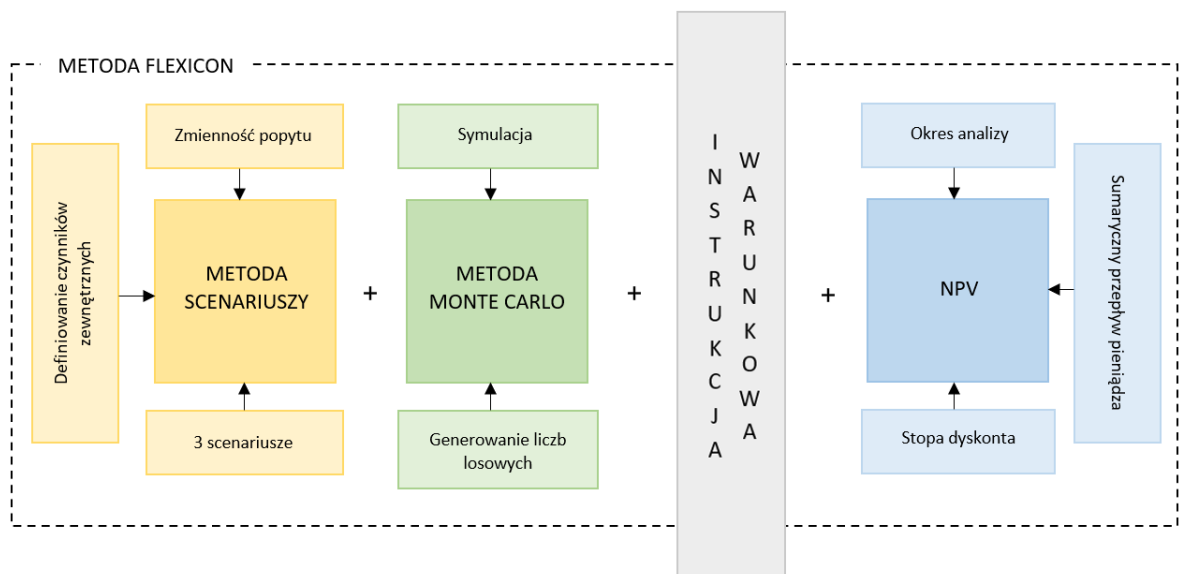 METODA FLEXICON
Definiowanie czynników
zewnętrznych
Zmienność popytu
METODA
SCENARIUSZY
3 scenariusze
+
Symulacja
METODA
MONTE CARLO
Generowanie liczb
losowych
+
INSTRUKCJA
WARUNKOWA
+
Okres analizy
NPV
Stopa dyskonta
Sumaryczny przepływ pieniądza